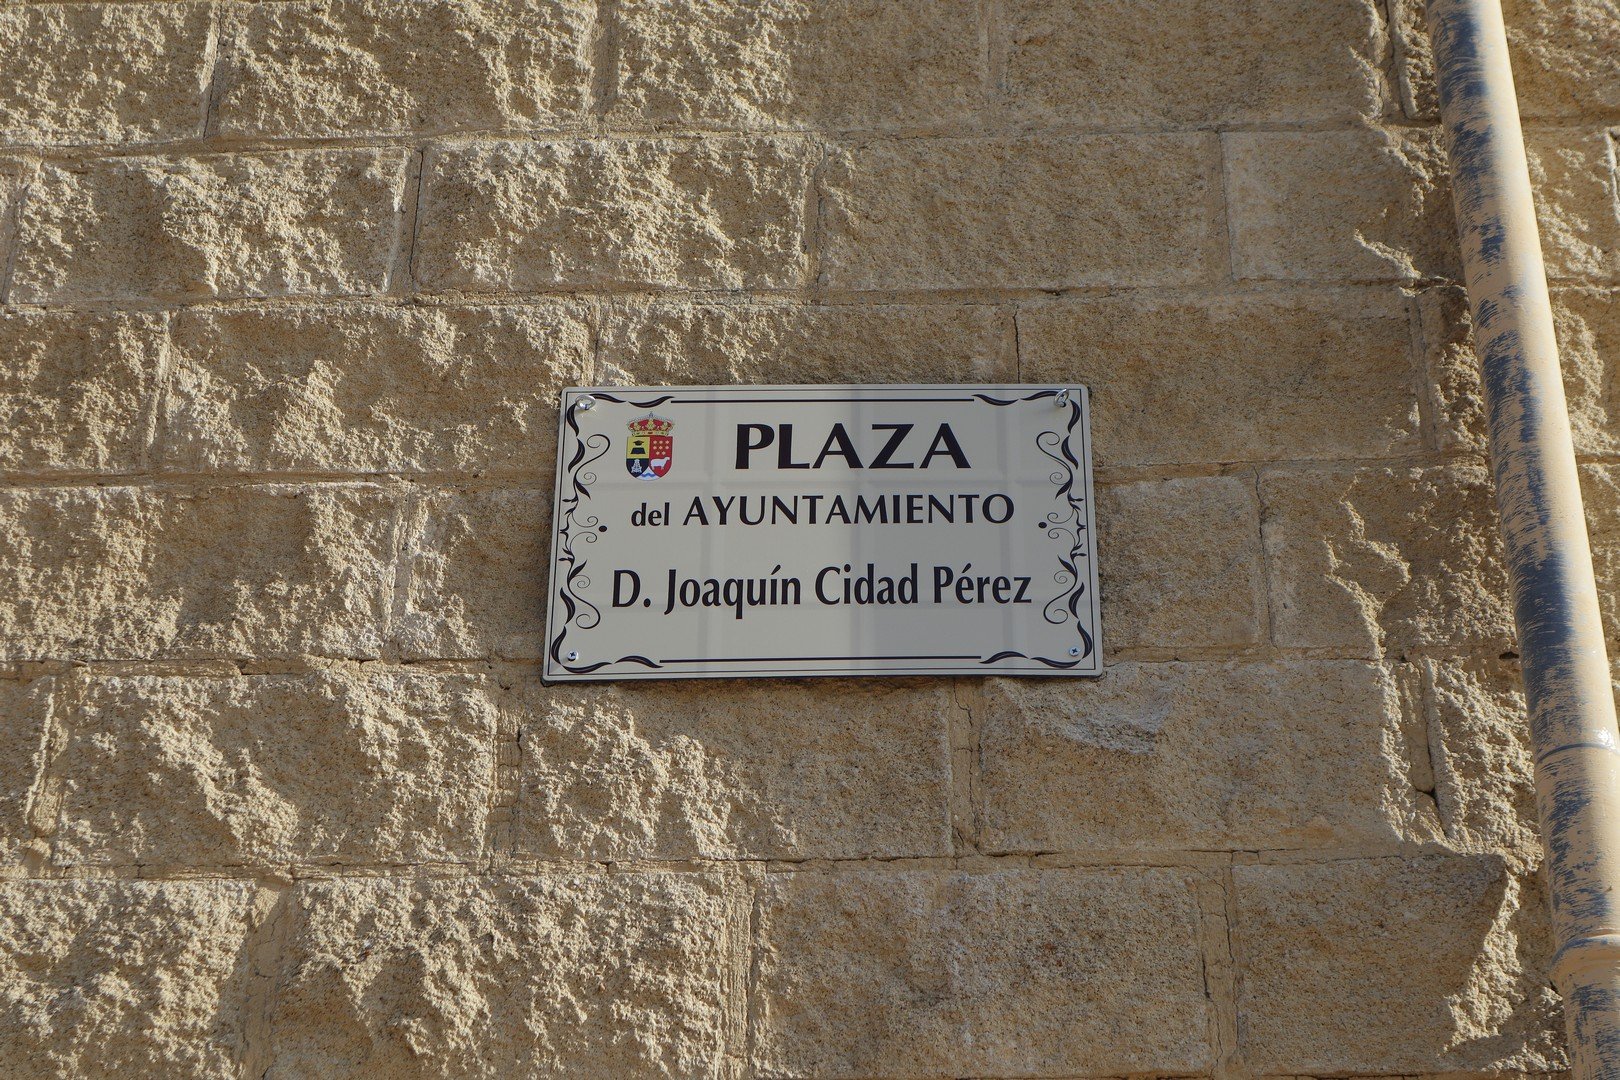 PLAZA
del AYUNTAMIENTO
D. Joaquín Cidad Pérez